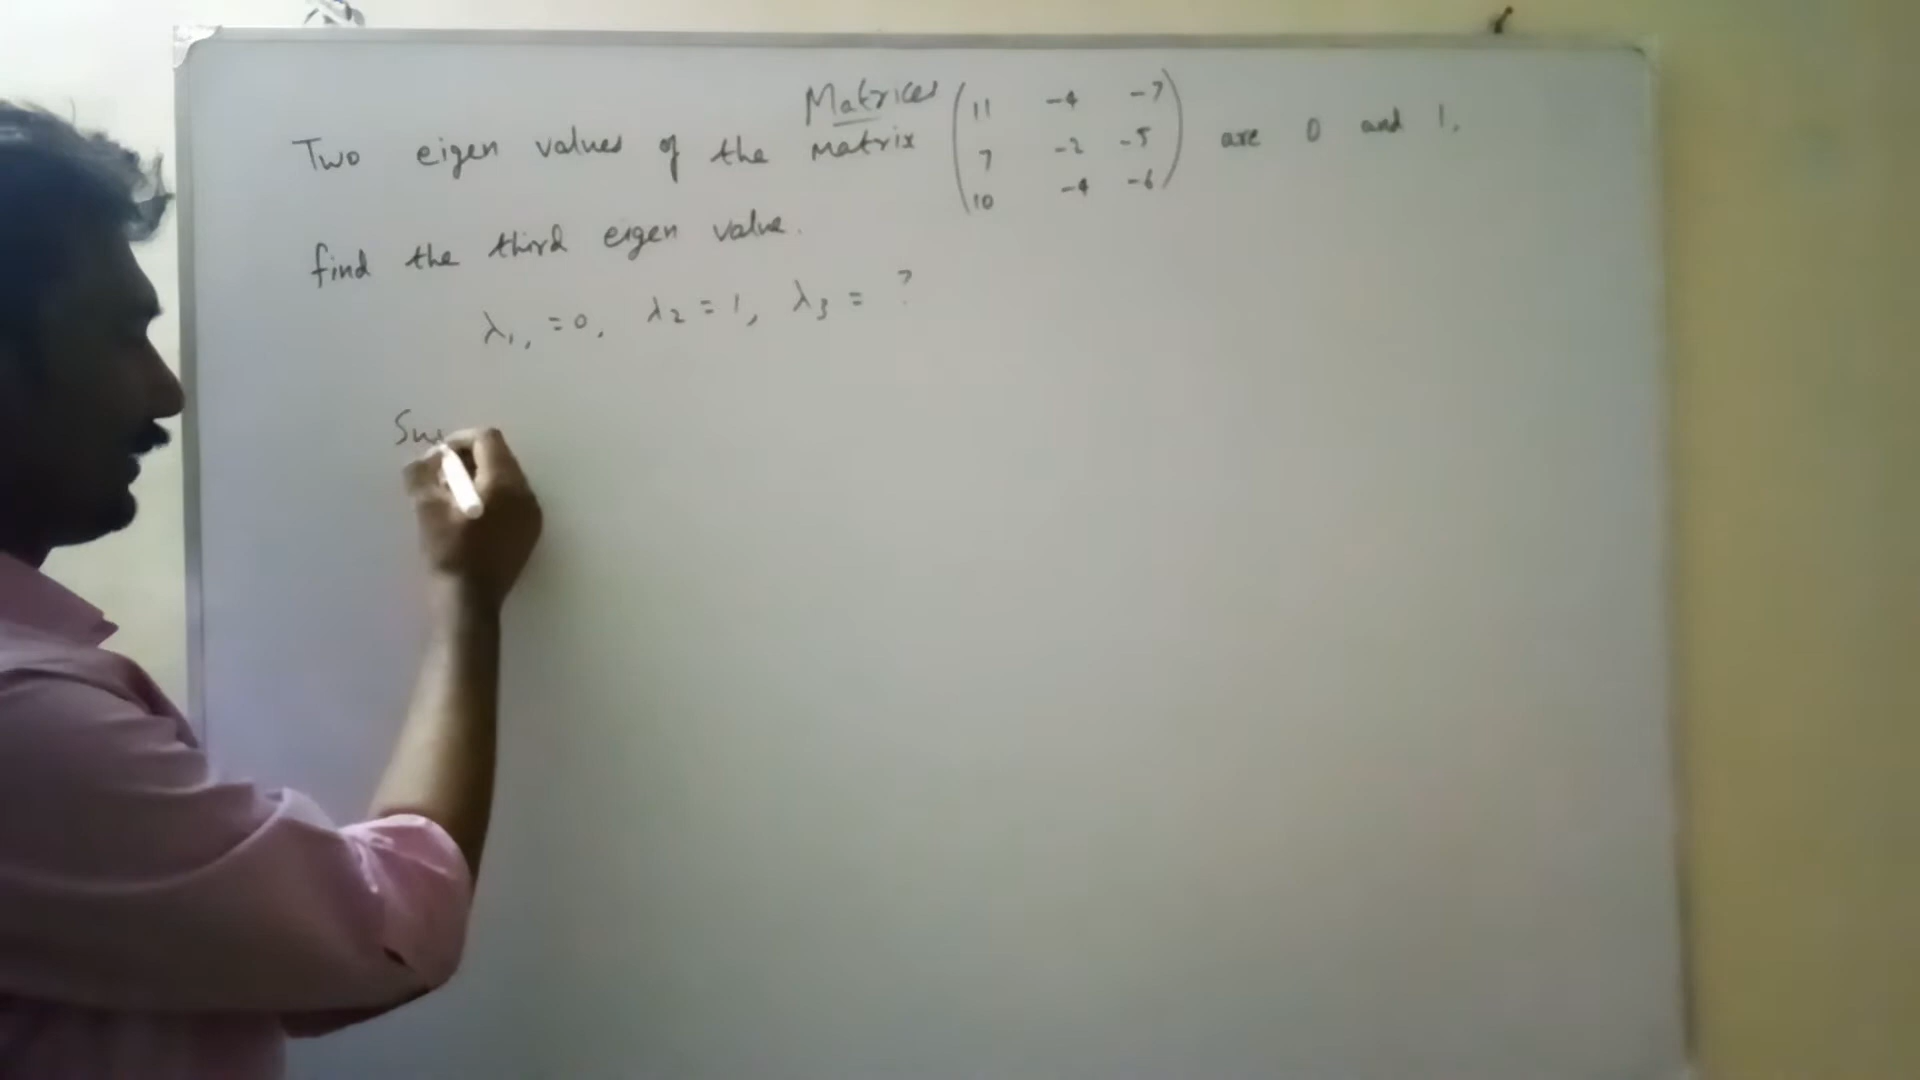 Matrices
Two eigen values of the matrix (11 -4 -7 are 0 and 1.
7 -2 -5
10 -4 -6)
find the third eigen value.
λ1, =0, λ2 = 1, λ3 = ?
Sum